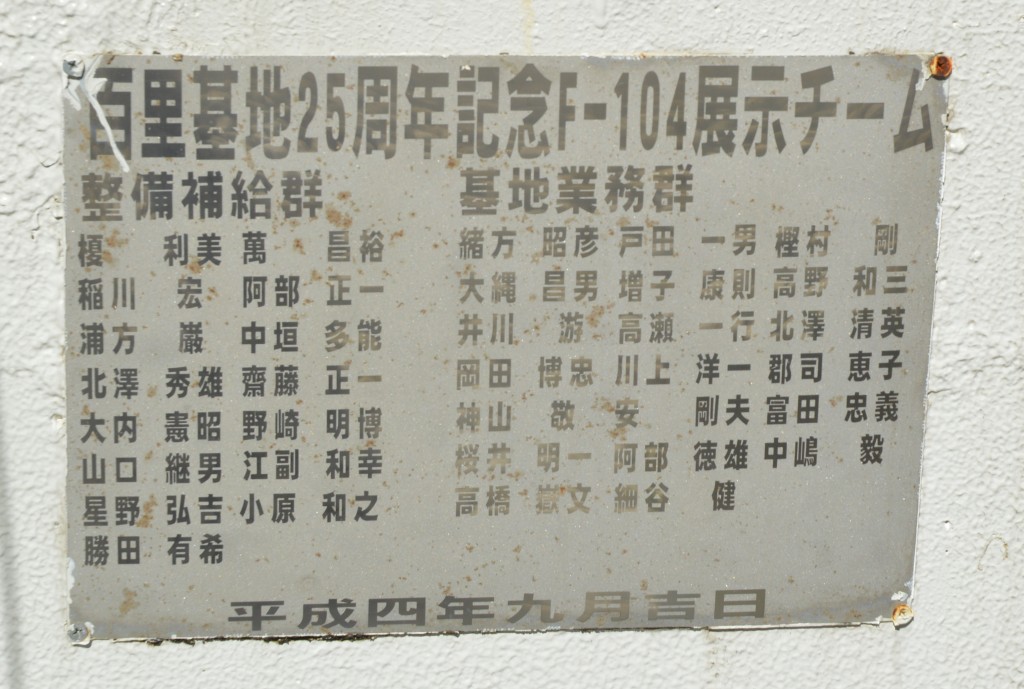 百里基地25周年記念F-104展示チーム
整備補給群
榎 利美 萬 昌裕
稲川 宏 阿部 正一
浦方 巌 中垣 多能
北澤 秀雄 齋藤 正一
大内 憲昭 野崎 明博
山口 継男 江副 和幸
星野 弘吉 小原 和之
勝田 有希
基地業務群
緒方 昭彦 戸田 一男 樫村 剛
大縄 昌男 増子 康則 高野 和三
井川 游 高瀬 一行 北澤 清英
岡田 博忠 川上 洋一 郡司 恵子
神山 敬 安 剛夫 富田 忠義
桜井 明一 阿部 徳雄 中嶋 毅
高橋 嶽文 細谷 健
平成四年九月吉日